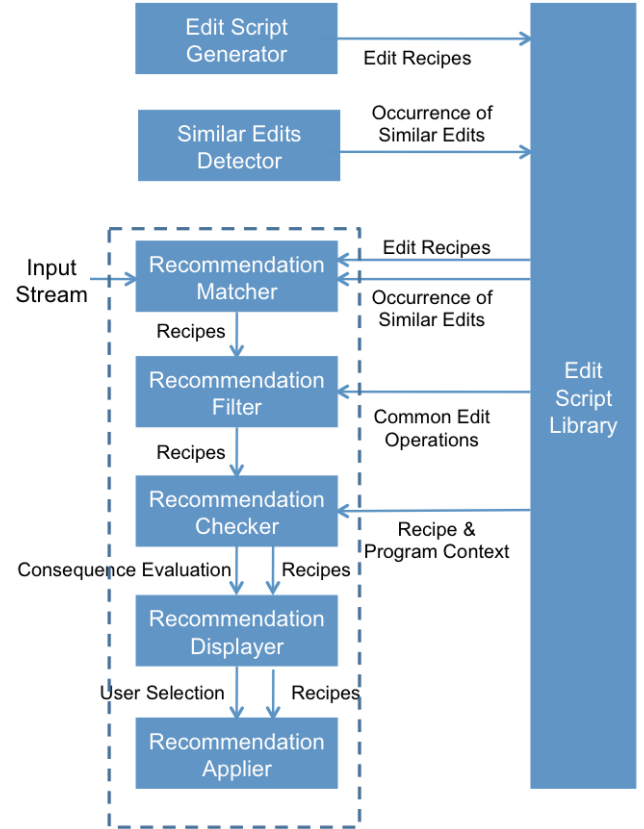 Edit Script
Generator
Edit Recipes
Similar Edits
Detector
Occurrence of
Similar Edits
Input
Stream
Recommendation
Matcher
Edit Recipes
Occurrence of
Similar Edits
Recipes
Recommendation
Filter
Common Edit
Operations
Edit
Script
Library
Recipes
Recommendation
Checker
Recipe &
Program Context
Consequence Evaluation
Recipes
Recommendation
Displayer
User Selection
Recipes
Recommendation
Applier